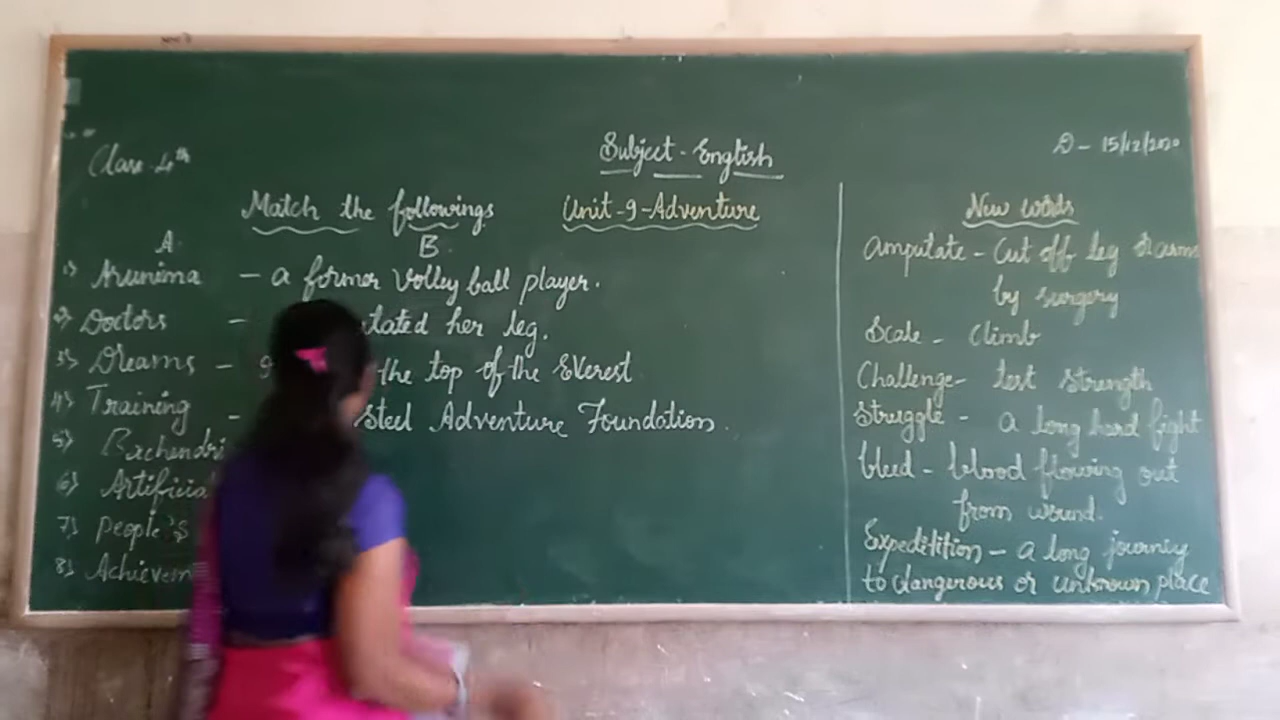 Class-4th
Subject-English
D- 15/12/2020
Match the followings
Unit-9-Adventure
A
B
1) Arunima - a former volley ball player.
2) Doctors - her leg.
3) Dreams - the top of the Everest
4) Training - steel Adventure Foundation.
5) Bachendri
6) Artificial
7) People's
8)
New words
Amputate - Cut off leg
by surgery
Scale - Climb
Challenge- test strength
Struggle - a long hard fight
bleed - blood flowing out
from wound.
Expedition - a long journey
to dangerous or unknown place